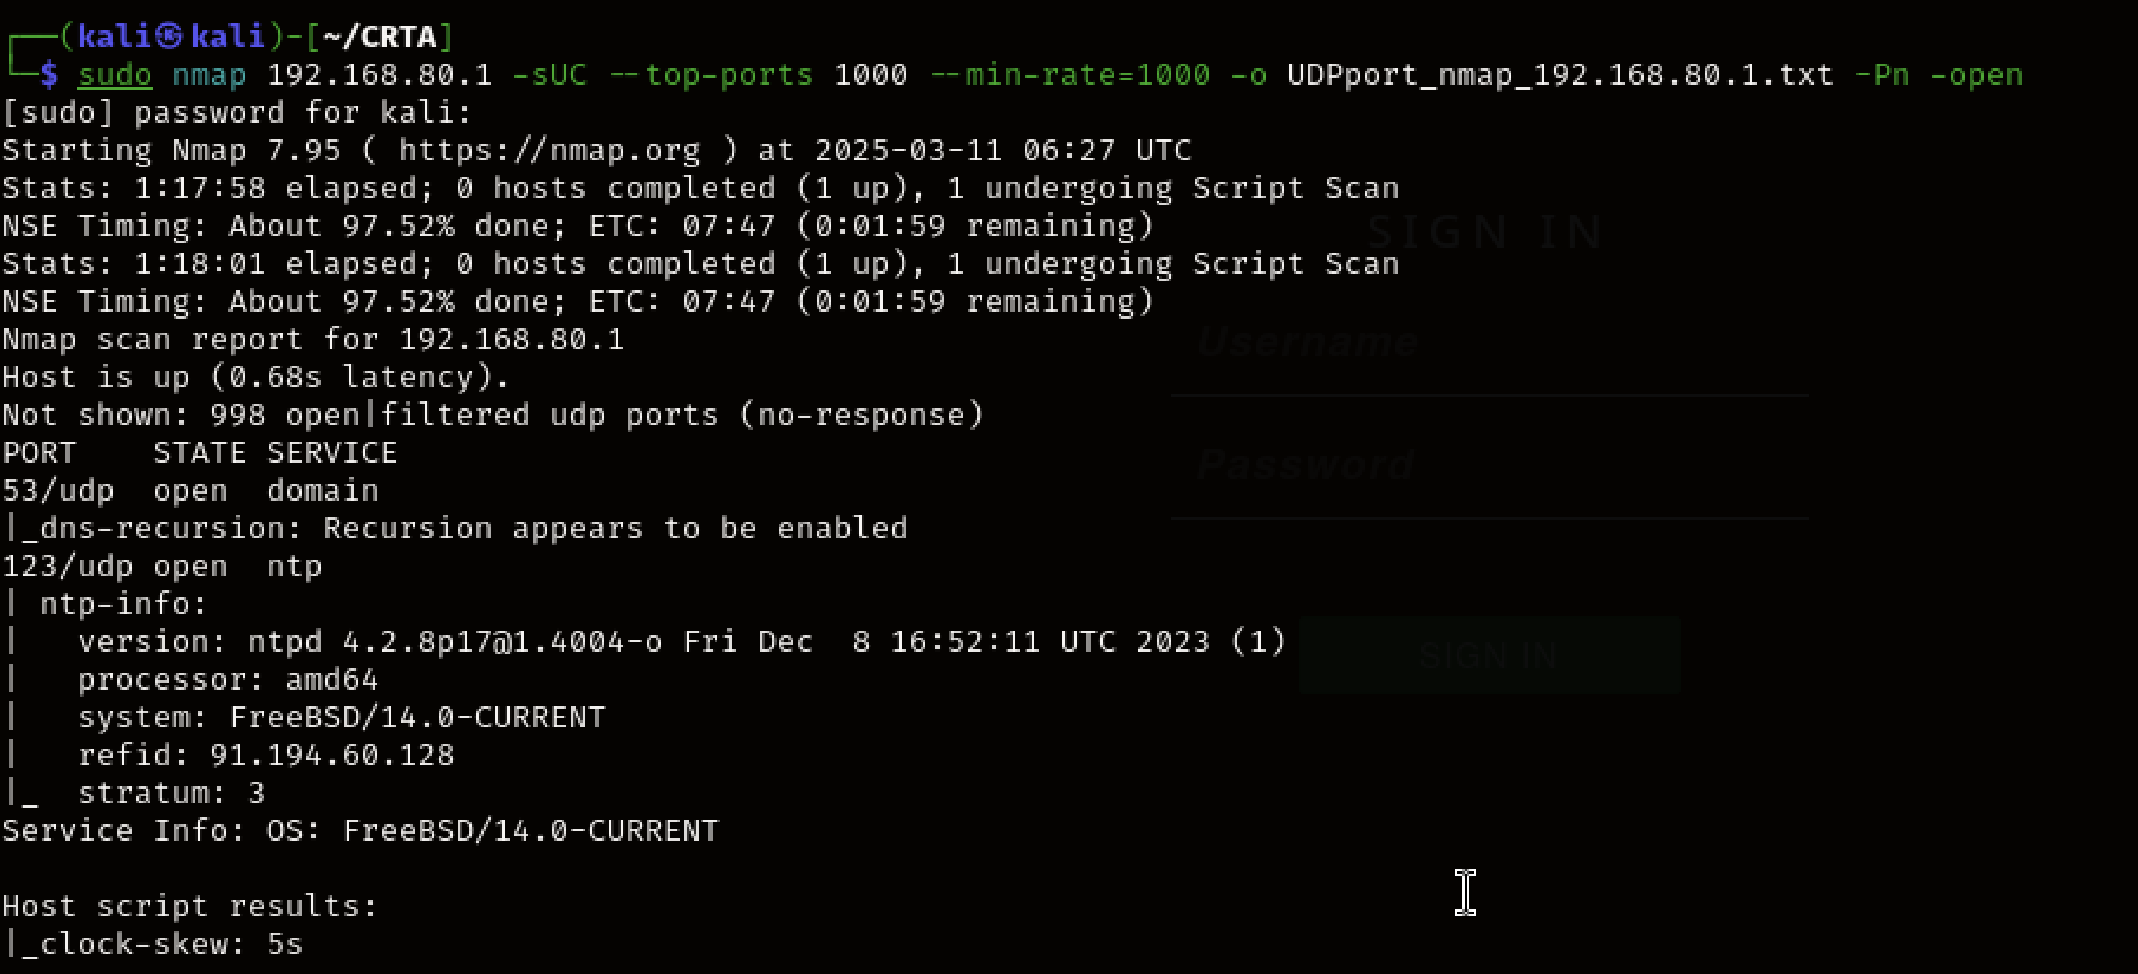 ┌──(kali㉿kali)-[~/CRTA]
└─$ sudo nmap 192.168.80.1 -sUC --top-ports 1000 --min-rate=1000 -o UDPport_nmap_192.168.80.1.txt -Pn -open
[sudo] password for kali:
Starting Nmap 7.95 ( https://nmap.org ) at 2025-03-11 06:27 UTC
Stats: 1:17:58 elapsed; 0 hosts completed (1 up), 1 undergoing Script Scan
NSE Timing: About 97.52% done; ETC: 07:47 (0:01:59 remaining)
Stats: 1:18:01 elapsed; 0 hosts completed (1 up), 1 undergoing Script Scan
NSE Timing: About 97.52% done; ETC: 07:47 (0:01:59 remaining)
Nmap scan report for 192.168.80.1
Host is up (0.68s latency).
Not shown: 998 open|filtered udp ports (no-response)
PORT    STATE SERVICE
53/udp  open  domain
|_dns-recursion: Recursion appears to be enabled
123/udp open  ntp
| ntp-info:
|   version: ntpd 4.2.8p17@1.4004-o Fri Dec  8 16:52:11 UTC 2023 (1)
|   processor: amd64
|   system: FreeBSD/14.0-CURRENT
|   refid: 91.194.60.128
|_  stratum: 3
Service Info: OS: FreeBSD/14.0-CURRENT
Host script results:
|_clock-skew: 5s
SIGN IN
Username
Password
SIGN IN